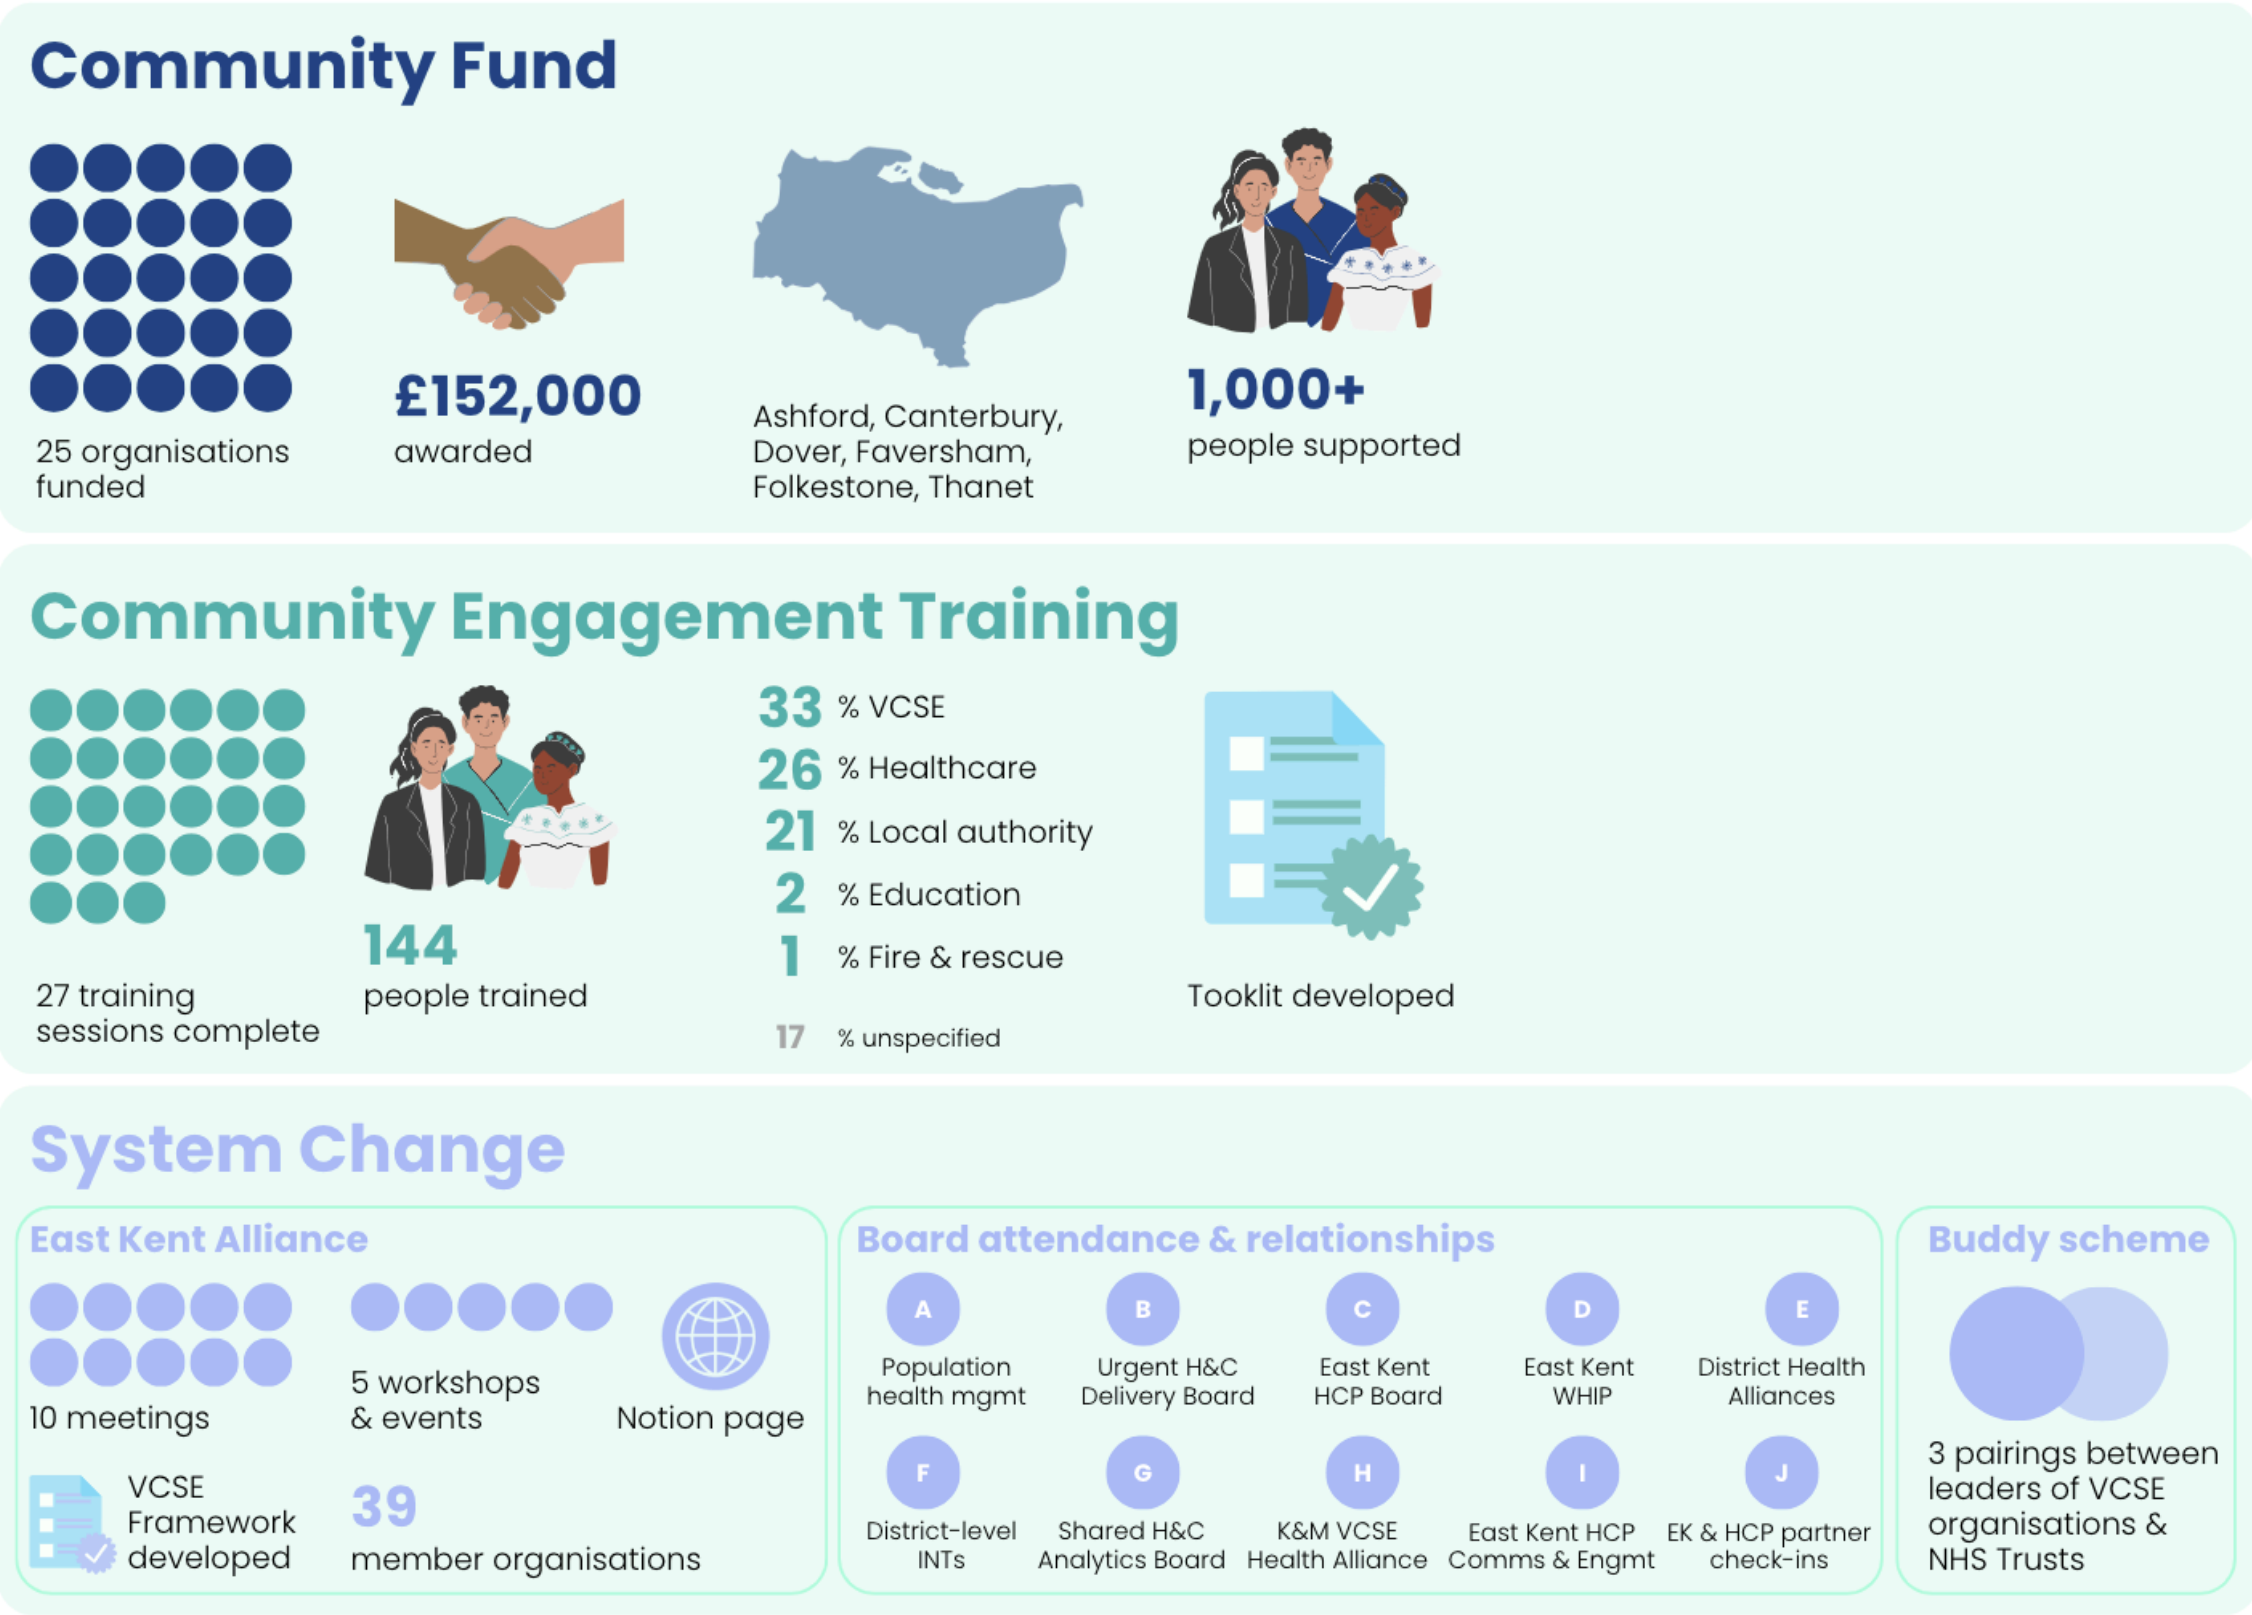 Community Fund
25 organisations
funded
£152,000
awarded
Ashford, Canterbury,
Dover, Faversham,
Folkestone, Thanet
1,000+
people supported
Community Engagement Training
27 training
sessions complete
144
people trained
33 % VCSE
26 % Healthcare
21 % Local authority
2 % Education
1 % Fire & rescue
17 % unspecified
Tooklit developed
System Change
East Kent Alliance
10 meetings
5 workshops
& events
Notion page
VCSE
Framework
developed
39
member organisations
Board attendance & relationships
A
Population
health mgmt
B
Urgent H&C
Delivery Board
C
East Kent
HCP Board
D
East Kent
WHIP
E
District Health
Alliances
F
District-level
INTs
G
Shared H&C
Analytics Board
H
K&M VCSE
Health Alliance
I
East Kent HCP
Comms & Engmt
J
EK & HCP partner
check-ins
Buddy scheme
3 pairings between
leaders of VCSE
organisations &
NHS Trusts